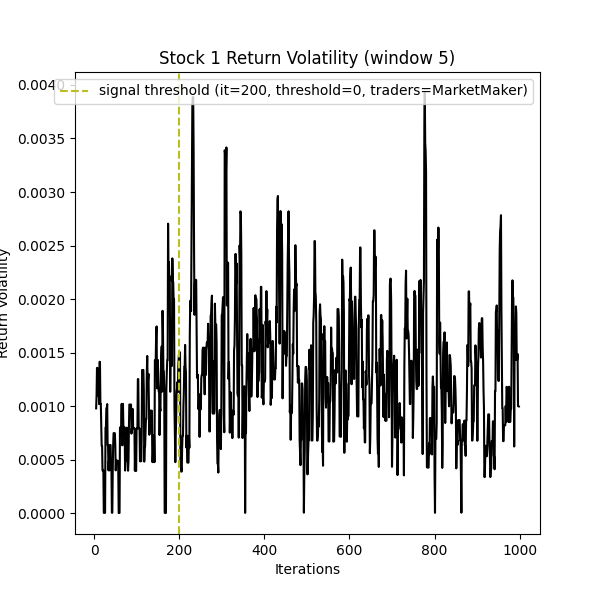 Stock 1 Return Volatility (window 5)
signal threshold (it=200, threshold=0, traders=MarketMaker)
0.0040
0.0035
0.0030
0.0025
0.0020
0.0015
0.0010
0.0005
0.0000
Return Volatility
0 200 400 600 800 1000
Iterations